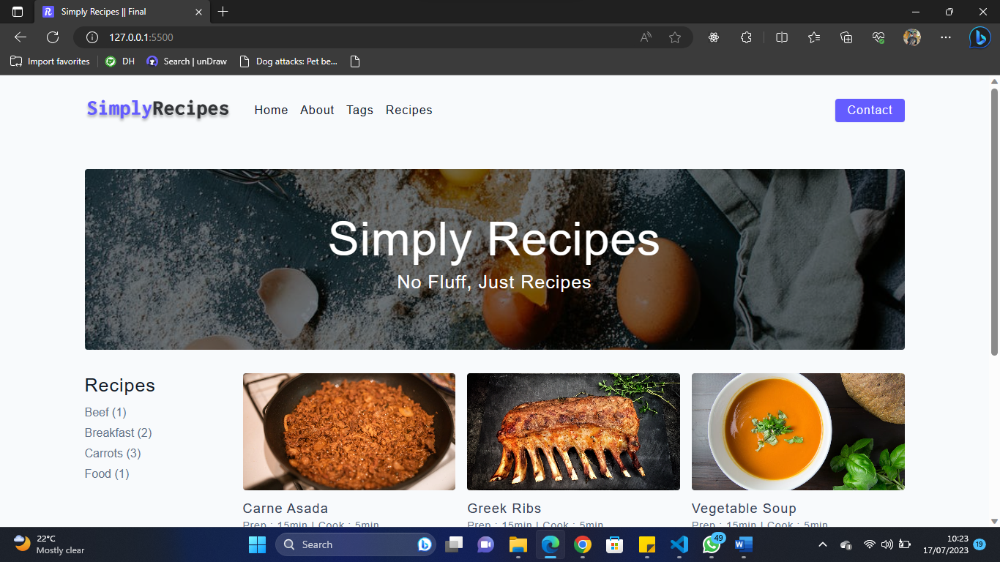 Simply Recipes || Final
127.0.0.1:5500
Import favorites
DH
Search | unDraw
Dog attacks: Pet be...
SimplyRecipes
Home About Tags Recipes
Contact
Simply Recipes
No Fluff, Just Recipes
Recipes
Beef (1)
Breakfast (2)
Carrots (3)
Food (1)
Carne Asada
Prep : 15min | Cook : 5min
Greek Ribs
Prep : 15min | Cook : 5min
Vegetable Soup
Prep : 15min | Cook : 5min
22°C
Mostly clear
Search
49
10:23
17/07/2023
19